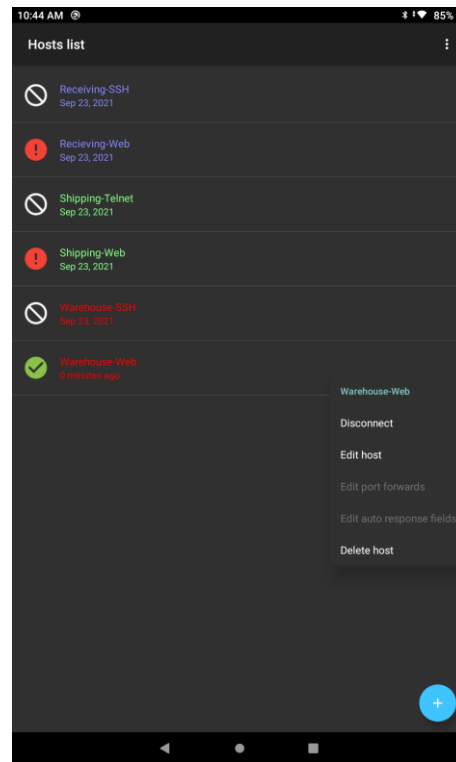 10:44 AM 85%
Hosts list
Receiving-SSH
Sep 23, 2021
Recieving-Web
Sep 23, 2021
Shipping-Telnet
Sep 23, 2021
Shipping-Web
Sep 23, 2021
Warehouse-SSH
Sep 23, 2021
Warehouse-Web
0 minutes ago
Warehouse-Web
Disconnect
Edit host
Edit port forwards
Edit auto response fields
Delete host